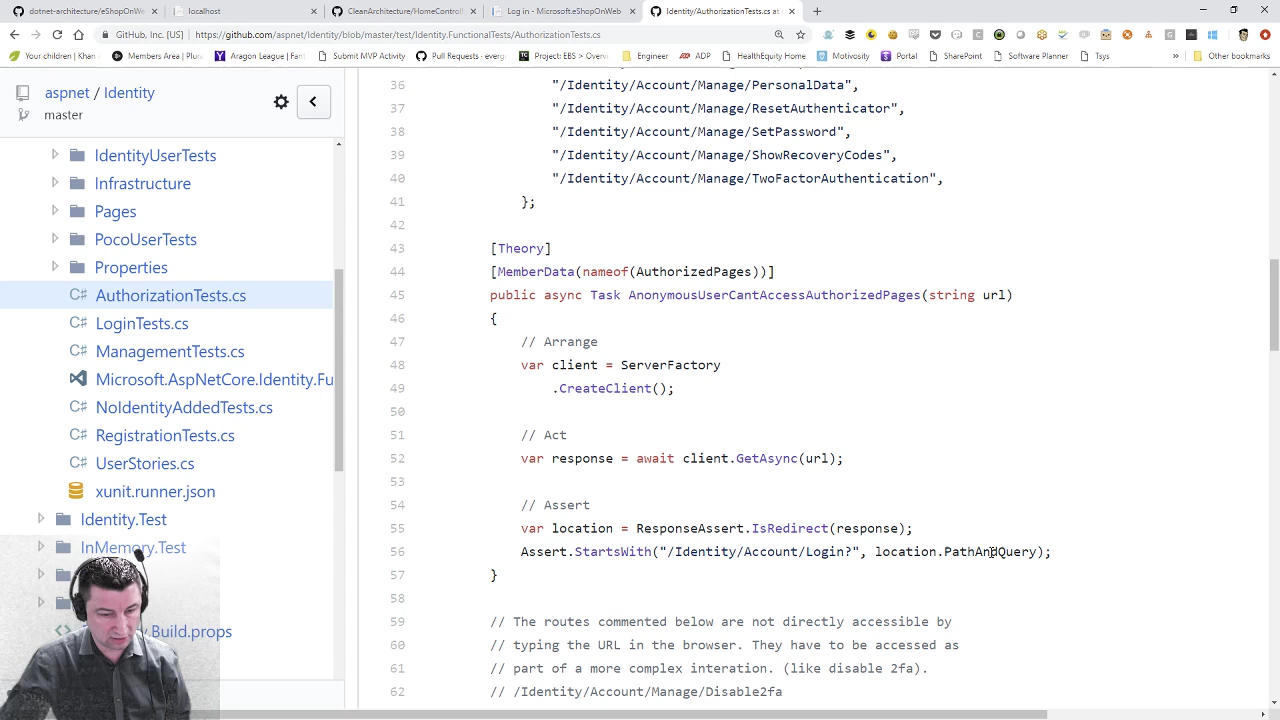 dotnet-architecture/eShopOnWe
localhost
CleanArchitecture/HomeControl
Log in - Microsoft.eShopOnWeb
Identity/AuthorizationTests.cs at
GitHub, Inc. [US]
https://github.com/aspnet/Identity/blob/master/test/Identity.FunctionalTests/AuthorizationTests.cs
Your children | Kan
Members Area | Plur
Aragon League | Fant
Submit MVP Activity
Pull Requests
Project: EBS > Overv
Engineer
ADP
HealthEquity Home
Motivosity
Portal
SharePoint
Software Planner
Tsys
»
Other bookmarks
aspnet / Identity
master
IdentityUserTests
Infrastructure
Pages
PocoUserTests
Properties
AuthorizationTests.cs
LoginTests.cs
ManagementTests.cs
Microsoft.AspNetCore.Identity.Fu
NoIdentityAddedTests.cs
RegistrationTests.cs
UserStories.cs
xunit.runner.json
Identity.Test
InMemory.Test
Build.props
36 "/Identity/Account/Manage/PersonalData",
37 "/Identity/Account/Manage/ResetAuthenticator",
38 "/Identity/Account/Manage/SetPassword",
39 "/Identity/Account/Manage/ShowRecoveryCodes",
40 "/Identity/Account/Manage/TwoFactorAuthentication",
41 };
42
43 [Theory]
44 [MemberData(nameof(AuthorizedPages))]
45 public async Task AnonymousUserCantAccessAuthorizedPages(string url)
46 {
47 // Arrange
48 var client = ServerFactory
49 .CreateClient();
50
51 // Act
52 var response = await client.GetAsync(url);
53
54 // Assert
55 var location = ResponseAssert.IsRedirect(response);
56 Assert.StartsWith("/Identity/Account/Login?", location.PathAndQuery);
57 }
58
59 // The routes commented below are not directly accessible by
60 // typing the URL in the browser. They have to be accessed as
61 // part of a more complex interation. (like disable 2fa).
62 // /Identity/Account/Manage/Disable2fa